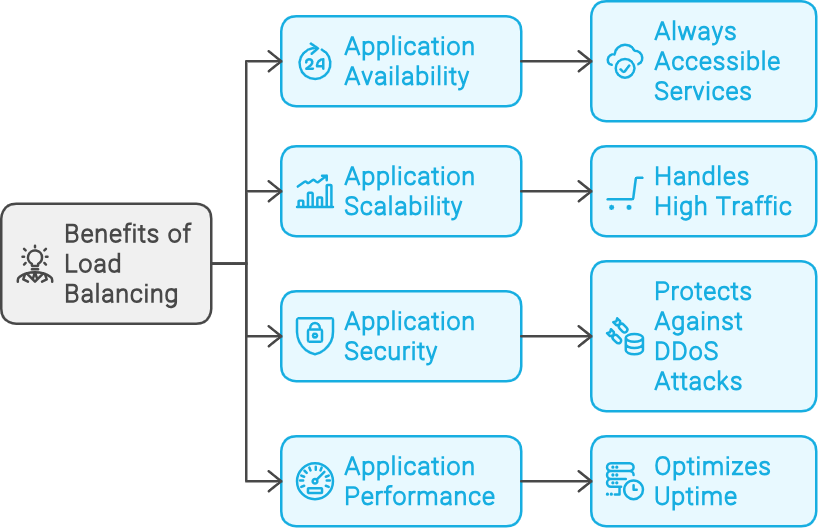 Benefits of
Load
Balancing
24
Application
Availability
Always
Accessible
Services
Application
Scalability
Handles
High Traffic
Application
Security
Protects
Against
DDoS
Attacks
Application
Performance
Optimizes
Uptime